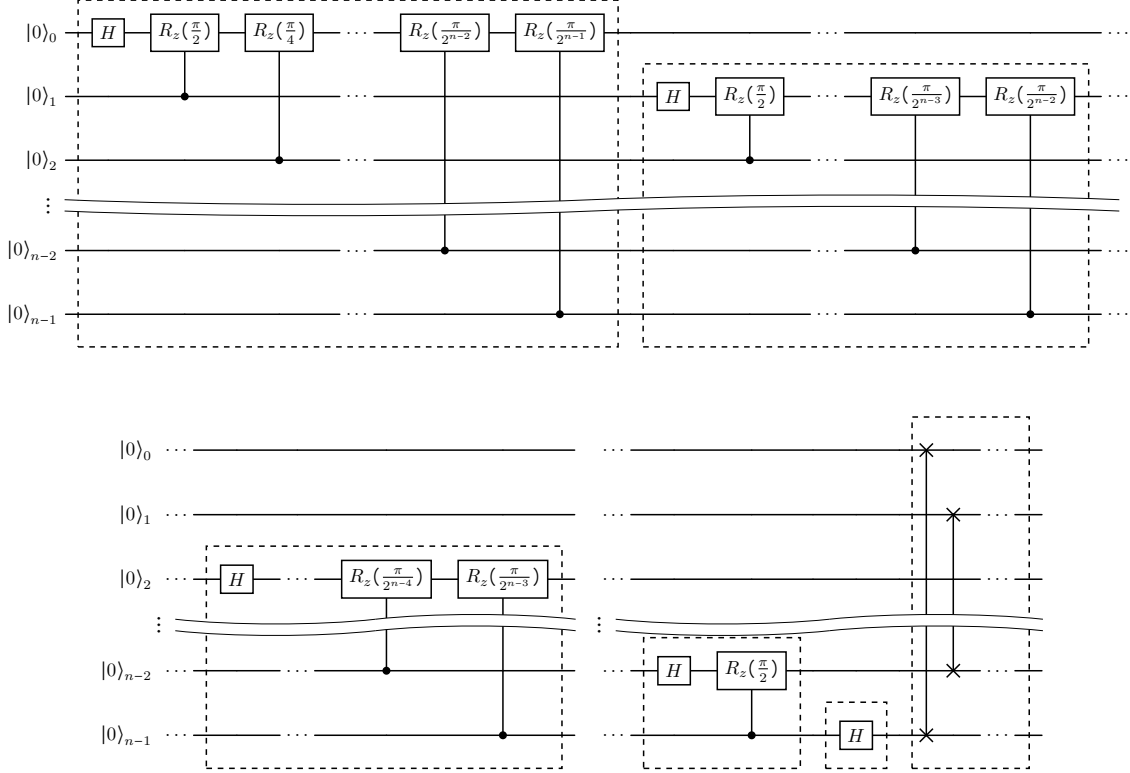 |0⟩₀ H R_z(π/2) R_z(π/4) ⋯ R_z(π/2^{n-2}) R_z(π/2^{n-1}) ⋯
|0⟩₁ ⋯ H R_z(π/2) ⋯ R_z(π/2^{n-3}) R_z(π/2^{n-2}) ⋯
|0⟩₂ ⋯ ⋯ ⋯
⋮
|0⟩_{n-2} ⋯ ⋯ ⋯
|0⟩_{n-1} ⋯ ⋯ ⋯
|0⟩₀ ⋯ ⋯ ⋯
|0⟩₁ ⋯ ⋯ ⋯
|0⟩₂ ⋯ H ⋯ R_z(π/2^{n-4}) R_z(π/2^{n-3}) ⋯ ⋯
⋮ ⋮
|0⟩_{n-2} ⋯ ⋯ ⋯ H R_z(π/2) ⋯
|0⟩_{n-1} ⋯ ⋯ ⋯ H ⋯